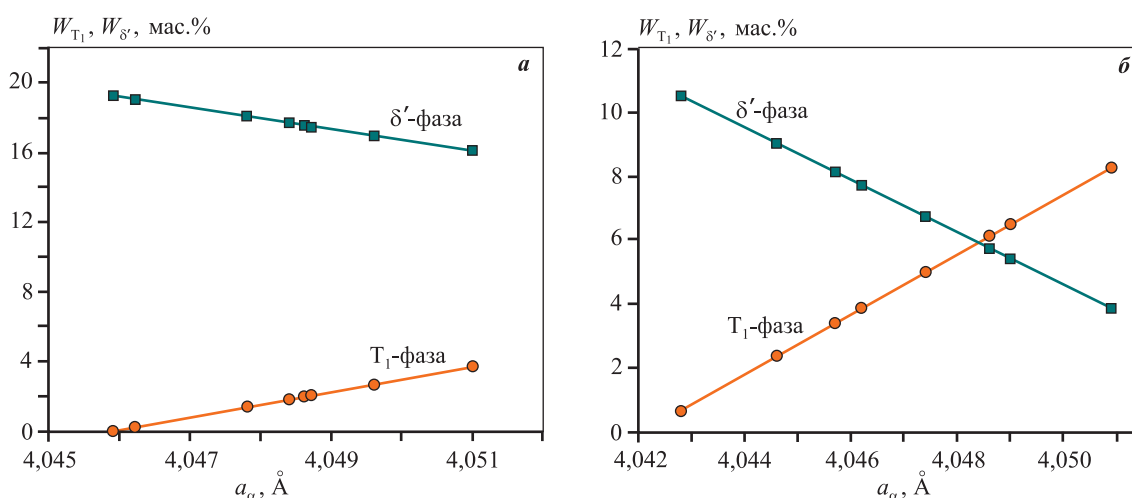 W_T₁, W_δ′, мас.%
а
20
16
12
8
4
0
δ′-фаза
T₁-фаза
4,045 4,047 4,049 4,051
a_α, Å
W_T₁, W_δ′, мас.%
б
12
10
8
6
4
2
0
δ′-фаза
T₁-фаза
4,042 4,044 4,046 4,048 4,050
a_α, Å